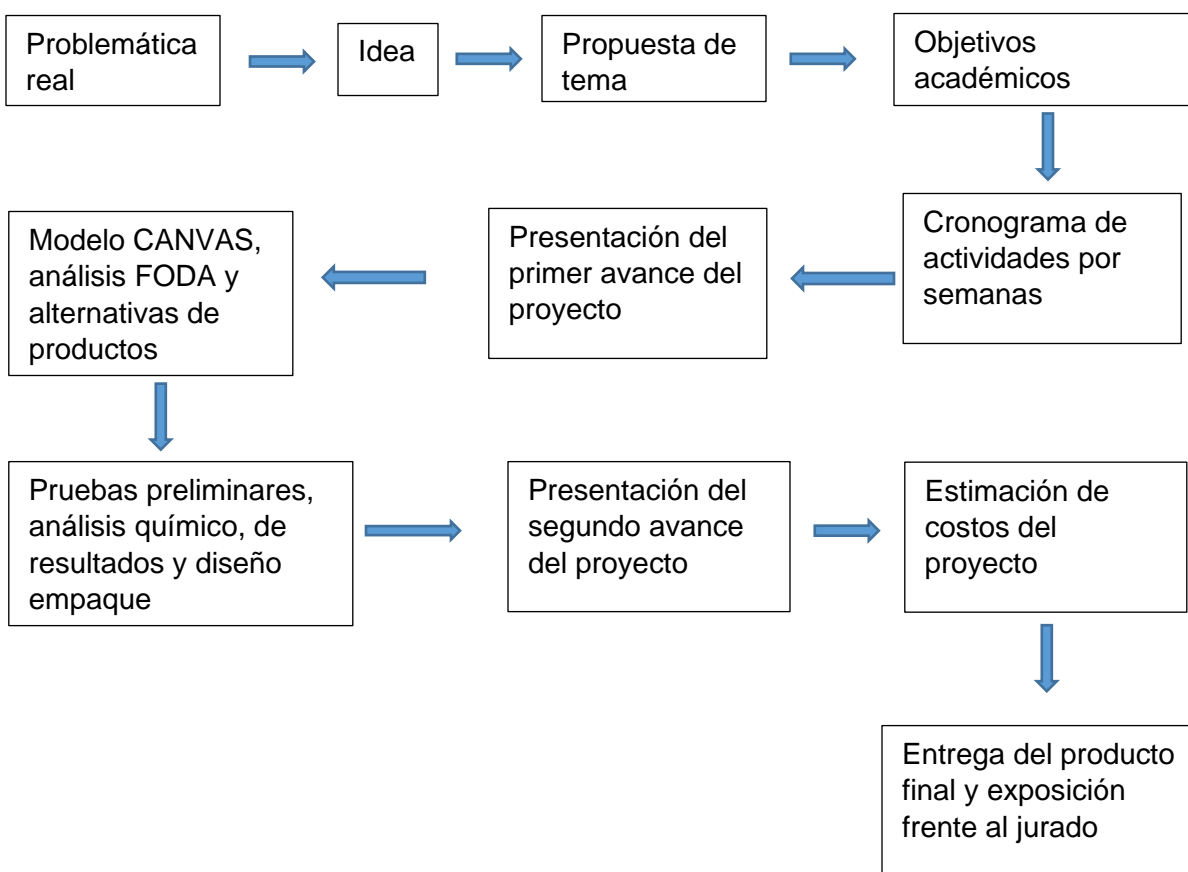 Problemática
real
Idea
Propuesta de
tema
Objetivos
académicos
Cronograma de
actividades por
semanas
Presentación del
primer avance del
proyecto
Modelo CANVAS,
análisis FODA y
alternativas de
productos
Pruebas preliminares,
análisis químico, de
resultados y diseño
empaque
Presentación del
segundo avance
del proyecto
Estimación de
costos del
proyecto
Entrega del producto
final y exposición
frente al jurado